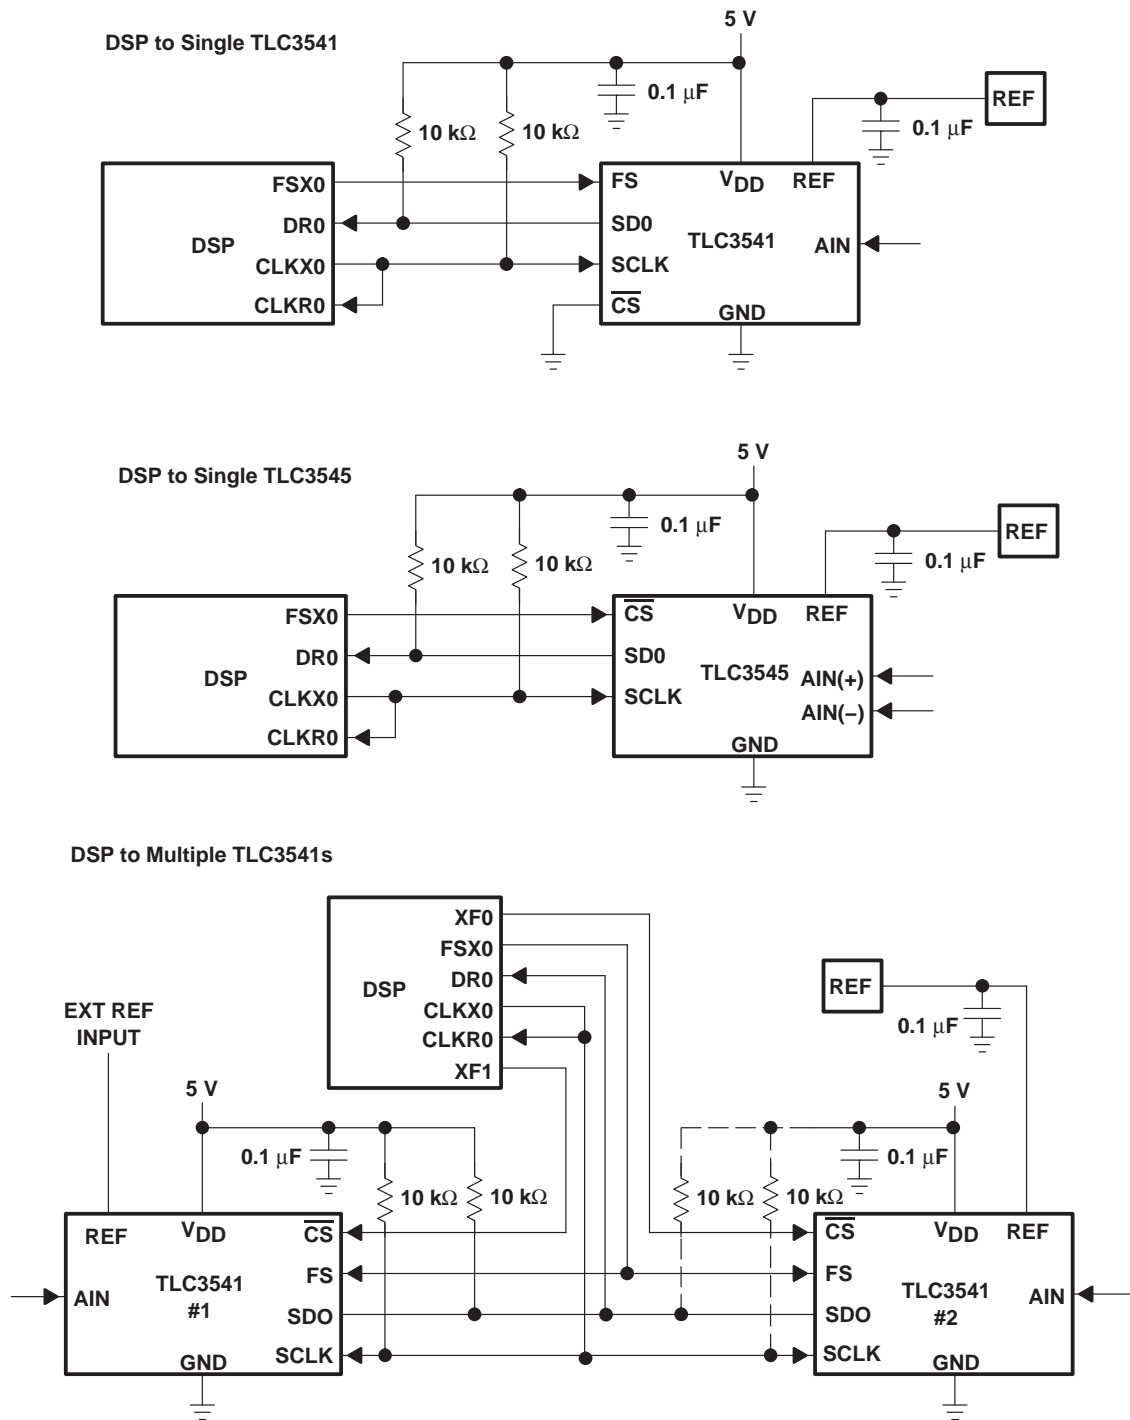 DSP to Single TLC3541
5 V
0.1 μF
REF
10 kΩ
10 kΩ
0.1 μF
FSX0
DR0
CLKX0
CLKR0
DSP
FS
SD0
SCLK
CS
VDD
REF
TLC3541
AIN
GND
DSP to Single TLC3545
5 V
0.1 μF
REF
10 kΩ
10 kΩ
0.1 μF
FSX0
DR0
CLKX0
CLKR0
DSP
CS
SD0
SCLK
VDD
REF
TLC3545
AIN(+)
AIN(−)
GND
DSP to Multiple TLC3541s
XF0
FSX0
DR0
CLKX0
CLKR0
XF1
DSP
REF
0.1 μF
EXT REF
INPUT
5 V
0.1 μF
10 kΩ
10 kΩ
5 V
0.1 μF
10 kΩ
10 kΩ
REF
VDD
CS
FS
SDO
SCLK
TLC3541
#1
AIN
GND
CS
FS
SDO
SCLK
VDD
REF
TLC3541
#2
AIN
GND